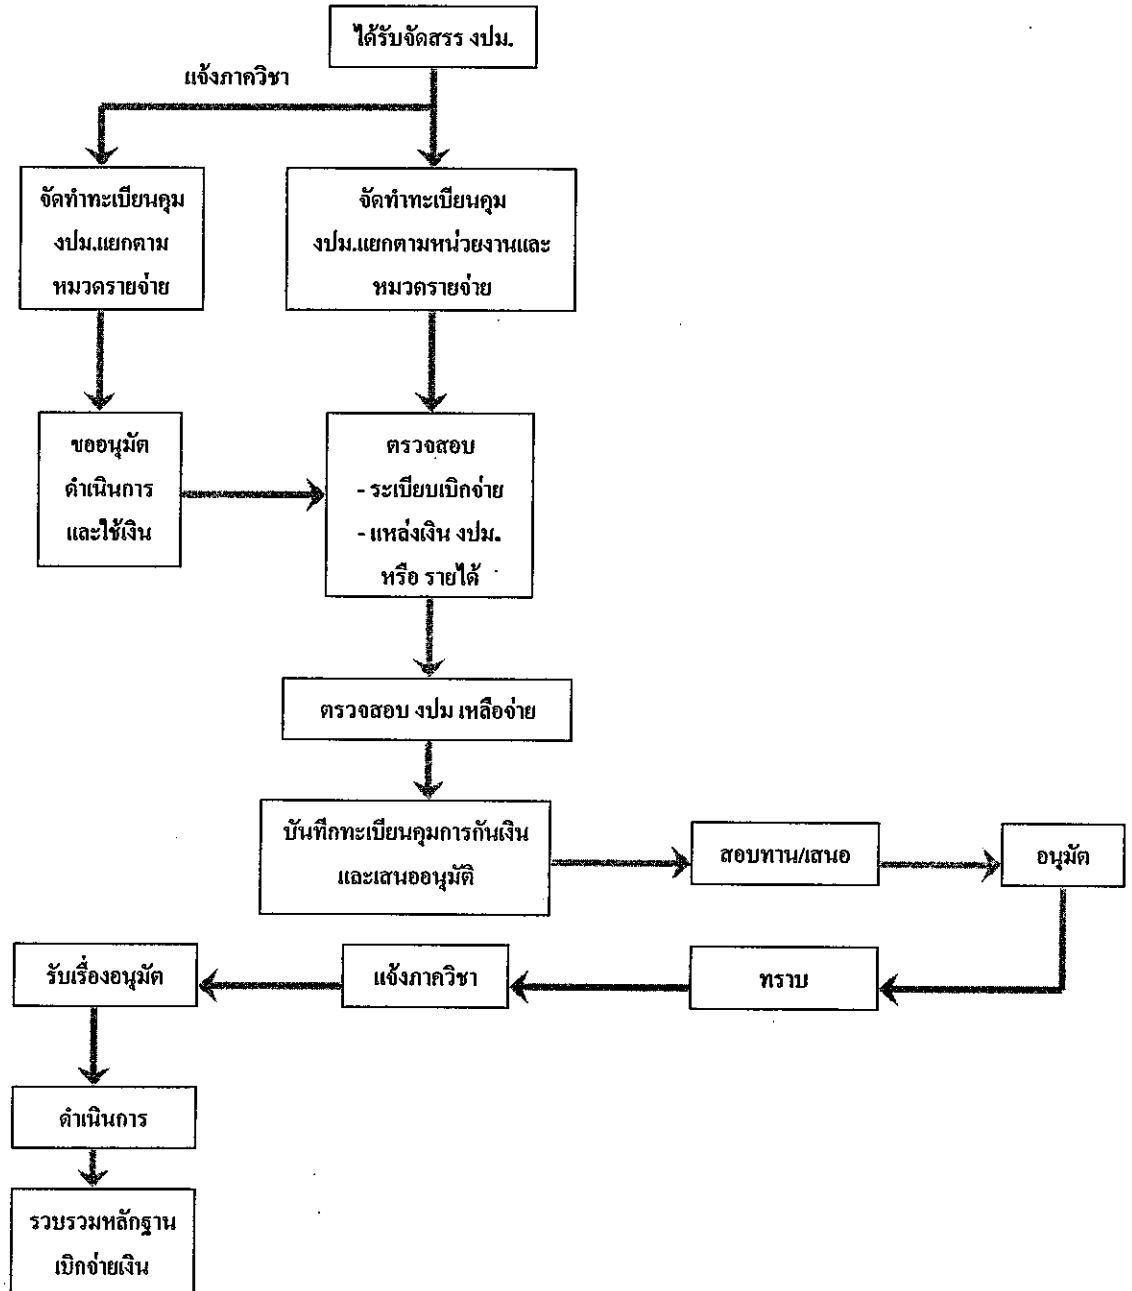 ได้รับจัดสรร งปม.
แจ้งภาควิชา
จัดทำทะเบียนคุม
งปม.แยกตาม
หมวดรายจ่าย
จัดทำทะเบียนคุม
งปม.แยกตามหน่วยงานและ
หมวดรายจ่าย
ขออนุมัติ
ดำเนินการ
และใช้เงิน
ตรวจสอบ
- ระเบียบเบิกจ่าย
- แหล่งเงิน งปม.
หรือ รายได้
ตรวจสอบ งปม เหลือจ่าย
บันทึกทะเบียนคุมการกันเงิน
และเสนออนุมัติ
สอบทาน/เสนอ
อนุมัติ
รับเรื่องอนุมัติ
แจ้งภาควิชา
ทราบ
ดำเนินการ
รวบรวมหลักฐาน
เบิกจ่ายเงิน